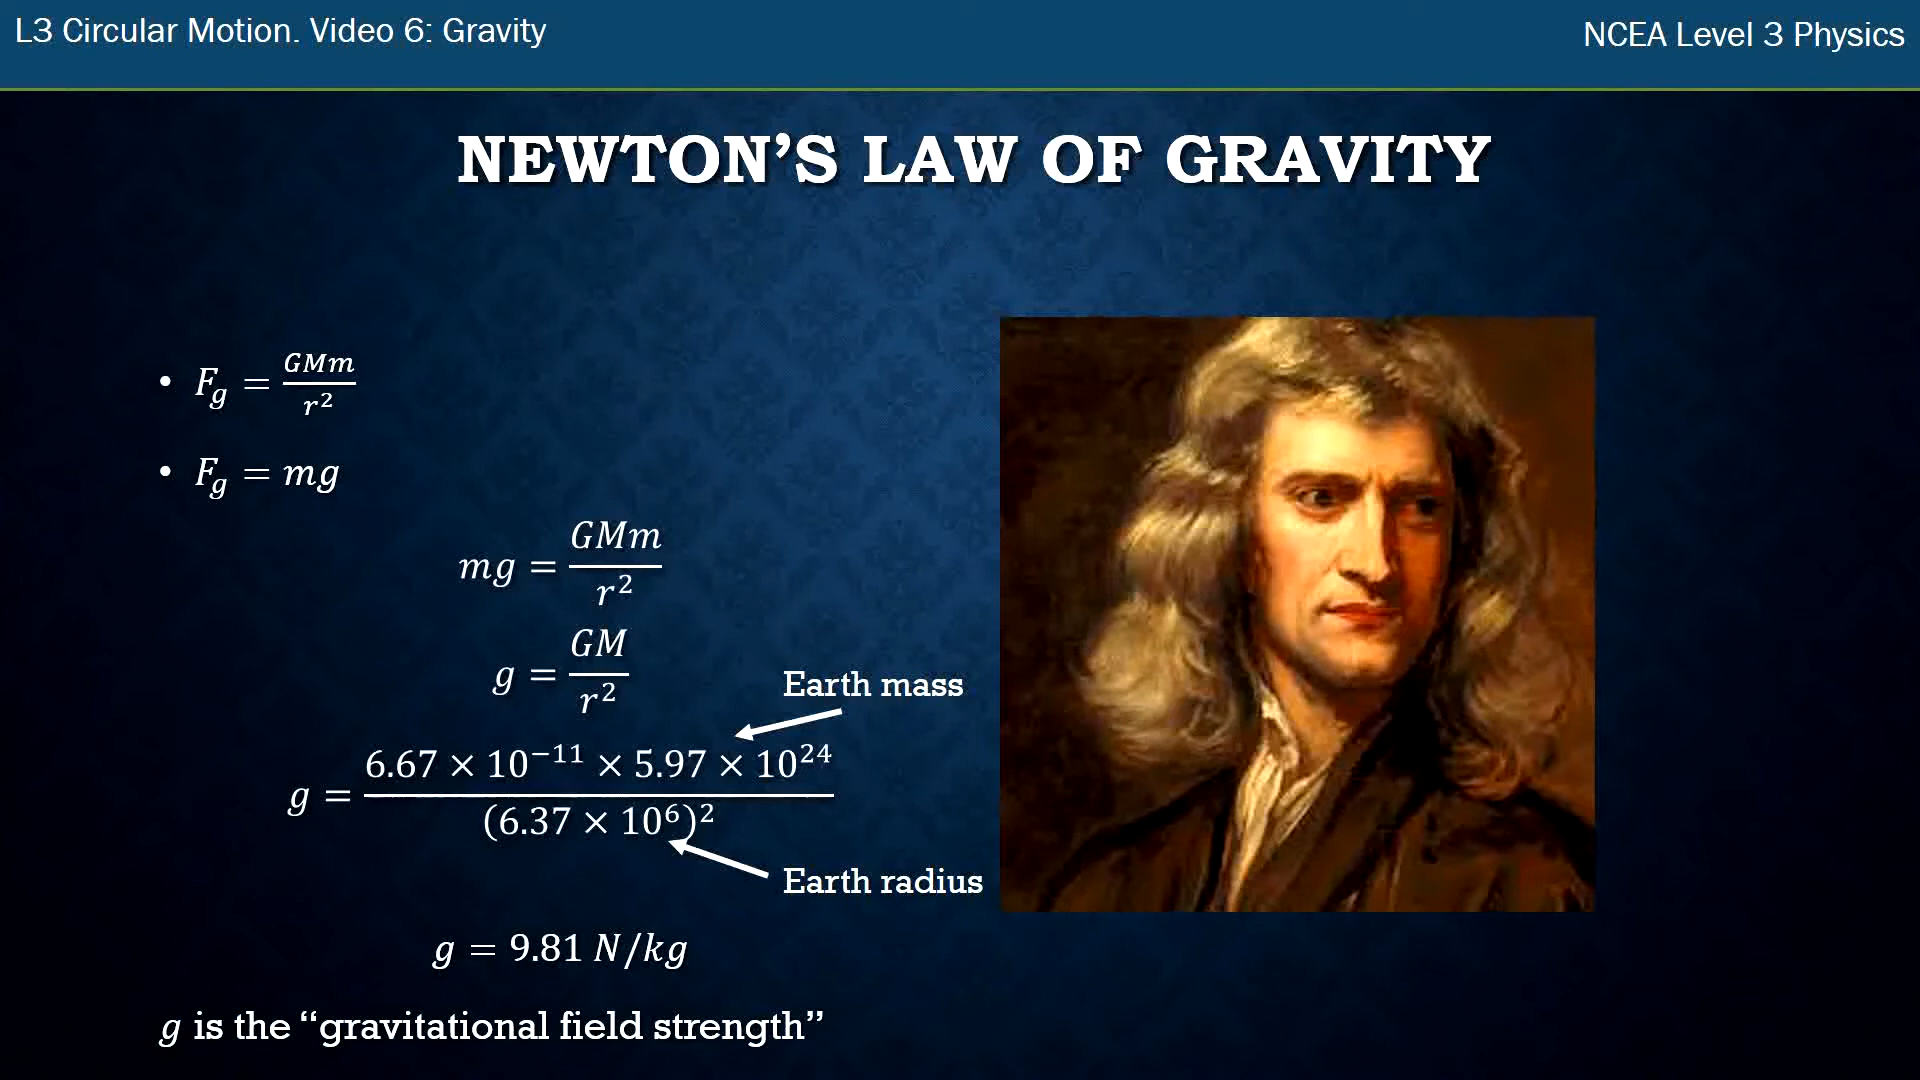 L3 Circular Motion. Video 6: Gravity
NCEA Level 3 Physics
NEWTON’S LAW OF GRAVITY
• F_g = GMm / r²
• F_g = mg
mg = GMm / r²
g = GM / r²
Earth mass
g = 6.67 × 10⁻¹¹ × 5.97 × 10²⁴ / (6.37 × 10⁶)²
Earth radius
g = 9.81 N/kg
g is the “gravitational field strength”